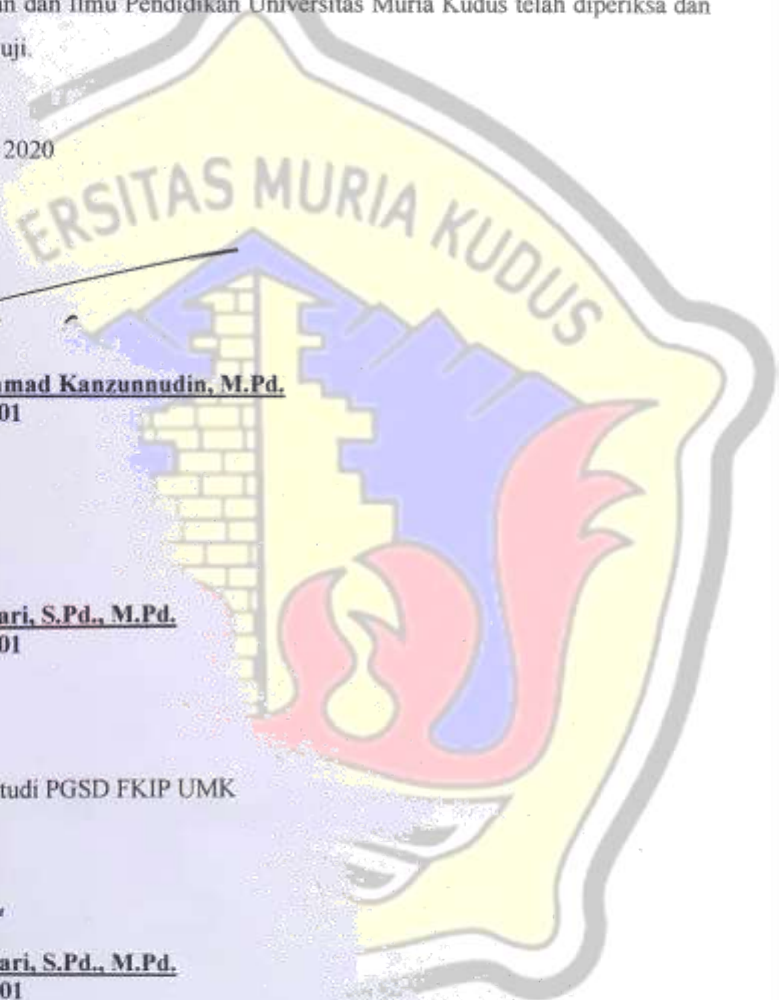 an dan Ilmu Pendidikan Universitas Muria Kudus telah diperiksa dan
uji.
2020
ERSITAS MURIA KUDUS
mad Kanzunnudin, M.Pd.
01
ari, S.Pd., M.Pd.
01
tudi PGSD FKIP UMK
ari, S.Pd., M.Pd.
01